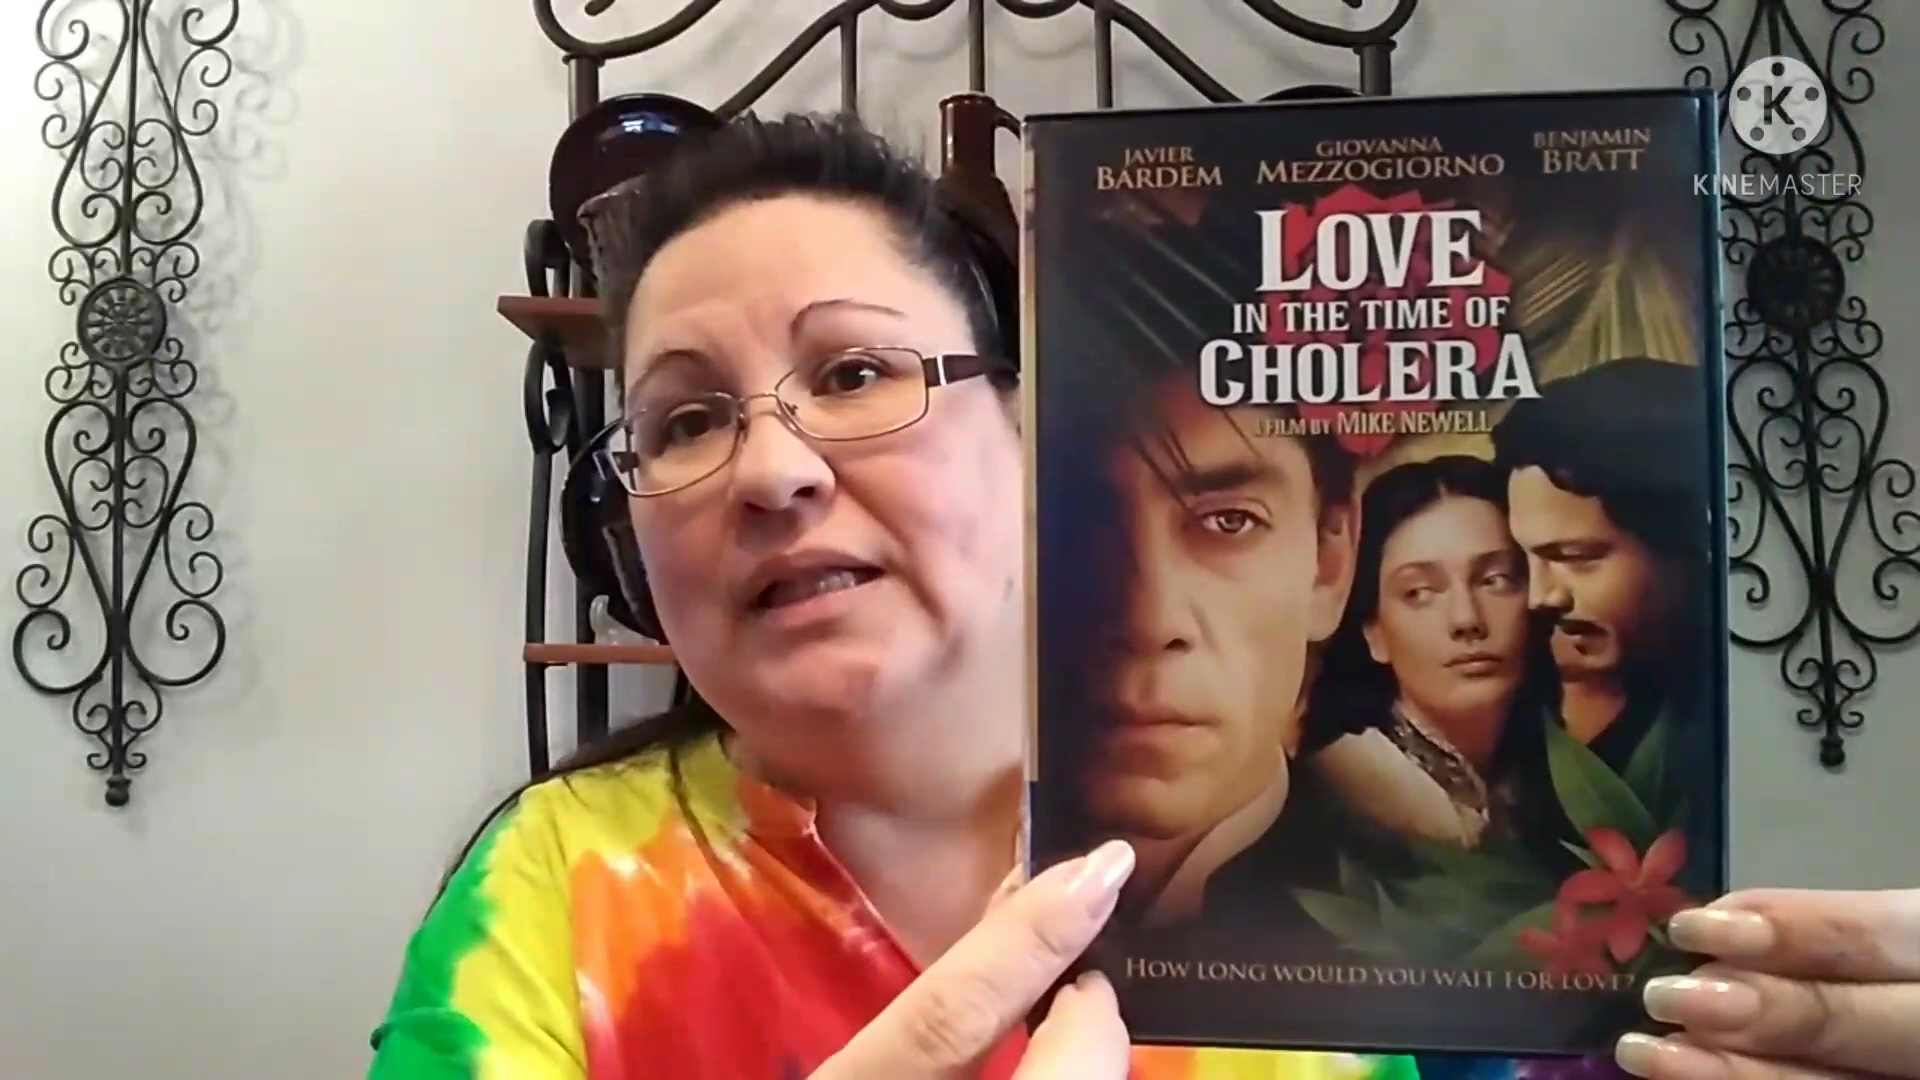 JAVIER
BARDEM
GIOVANNA
MEZZOGIORNO
BENJAMIN
BRATT
LOVE
IN THE TIME OF
CHOLERA
A FILM BY MIKE NEWELL
HOW LONG WOULD YOU WAIT FOR LOVE?
K
KINEMASTER